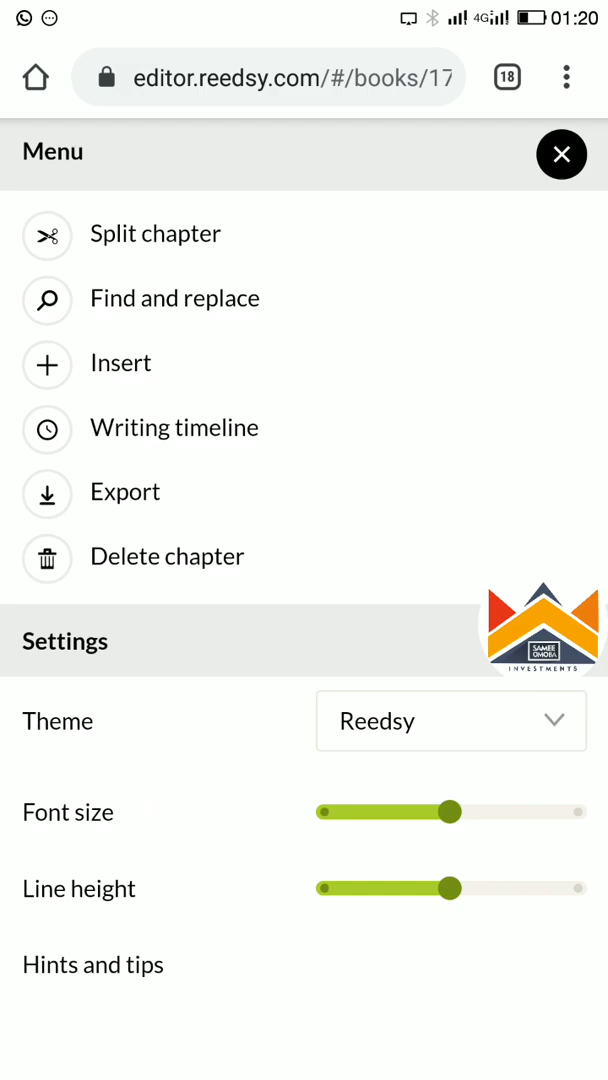 4G 01:20
editor.reedsy.com/#/books/17
18
Menu
Split chapter
Find and replace
Insert
Writing timeline
Export
Delete chapter
SAMEE
OMOBA
INVESTMENTS
Settings
Theme
Reedsy
Font size
Line height
Hints and tips